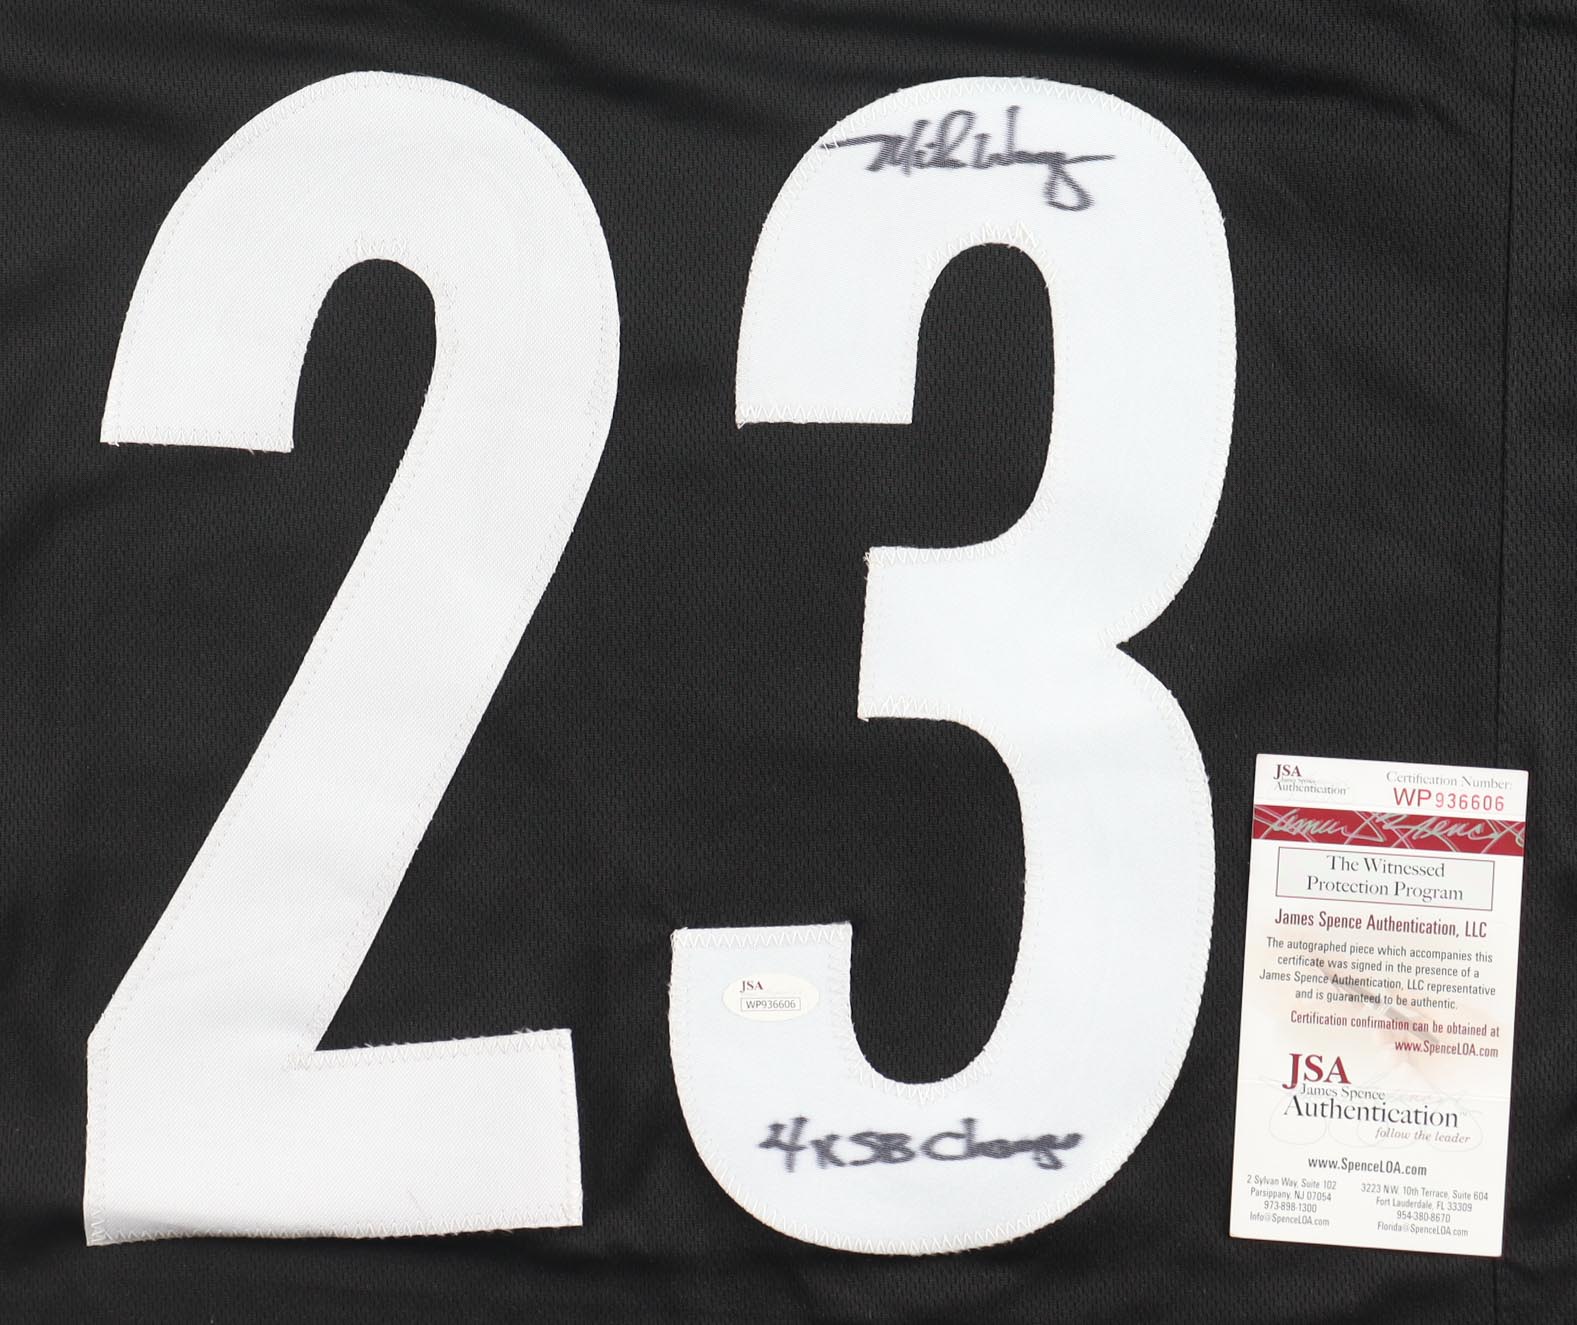 23
Mike Wagner
4x SB Champs
JSA
WP936606
JSA
James Spence
Authentication
Certification Number:
WP936606
The Witnessed
Protection Program
James Spence Authentication, LLC
The autographed piece which accompanies this
certificate was signed in the presence of a
James Spence Authentication, LLC representative
and is guaranteed to be authentic.
Certification confirmation can be obtained at
www.SpenceLOA.com
JSA
James Spence
Authentication™
follow the leader
www.SpenceLOA.com
2 Sylvan Way, Suite 102
Parsippany, NJ 07054
973-898-1300
Info@SpenceLOA.com
3223 N.W. 10th Terrace, Suite 604
Fort Lauderdale, FL 33309
954-380-8670
Florida@SpenceLOA.com